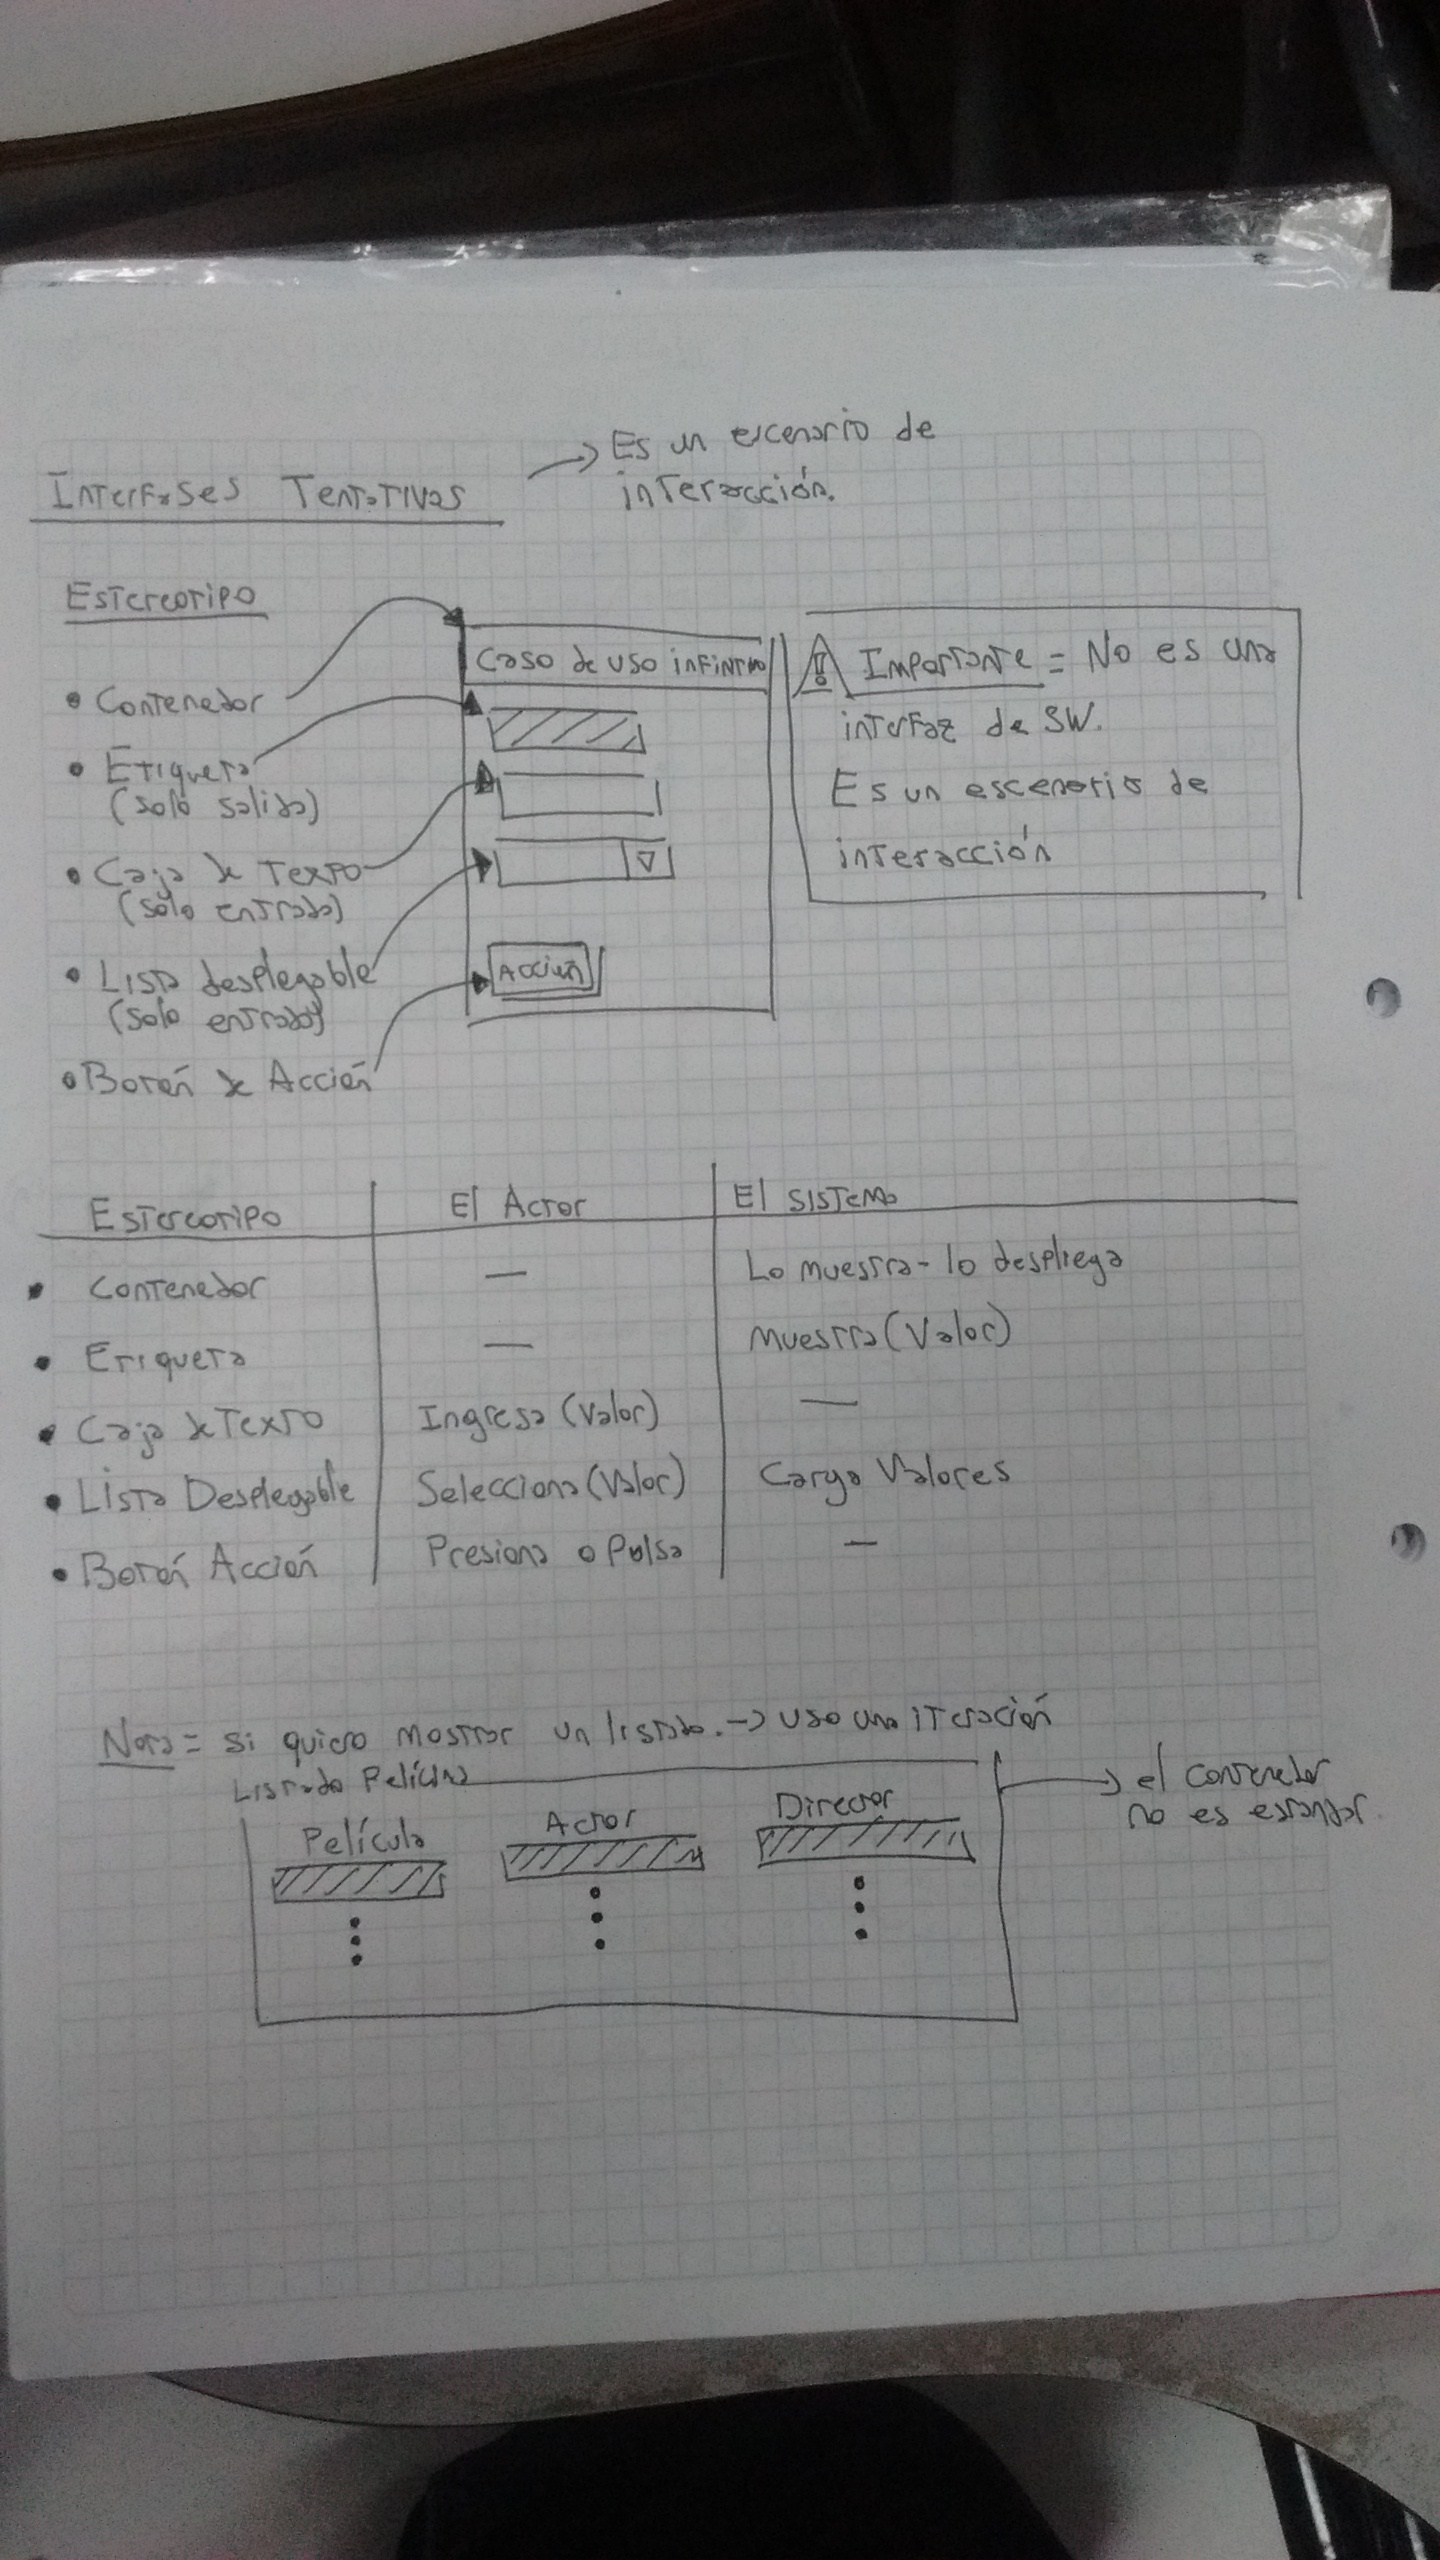 Interfases Tentativas
→ Es un escenario de
interacción.
Estereotipo
• Contenedor
• Etiqueta
(solo salida)
• Caja de Texto
(solo entrada)
• Lista desplegable
(solo entrada)
• Botón de Acción
Caso de uso infinitivo
Acción
! Importante = No es una
interfaz de SW.
Es un escenario de
interacción
Estereotipo | El Actor | El sistema
• Contenedor | — | Lo muestra - lo despliega
• Etiqueta | — | Muestra (Valor)
• Caja de Texto | Ingresa (Valor) | —
• Lista Desplegable | Selecciona (Valor) | Carga Valores
• Botón Acción | Presiona o Pulsa | —
Nota = si quiero mostrar un listado. → uso una iteración
Listado Película
Película Actor Director
→ el contenedor
no es estandar.